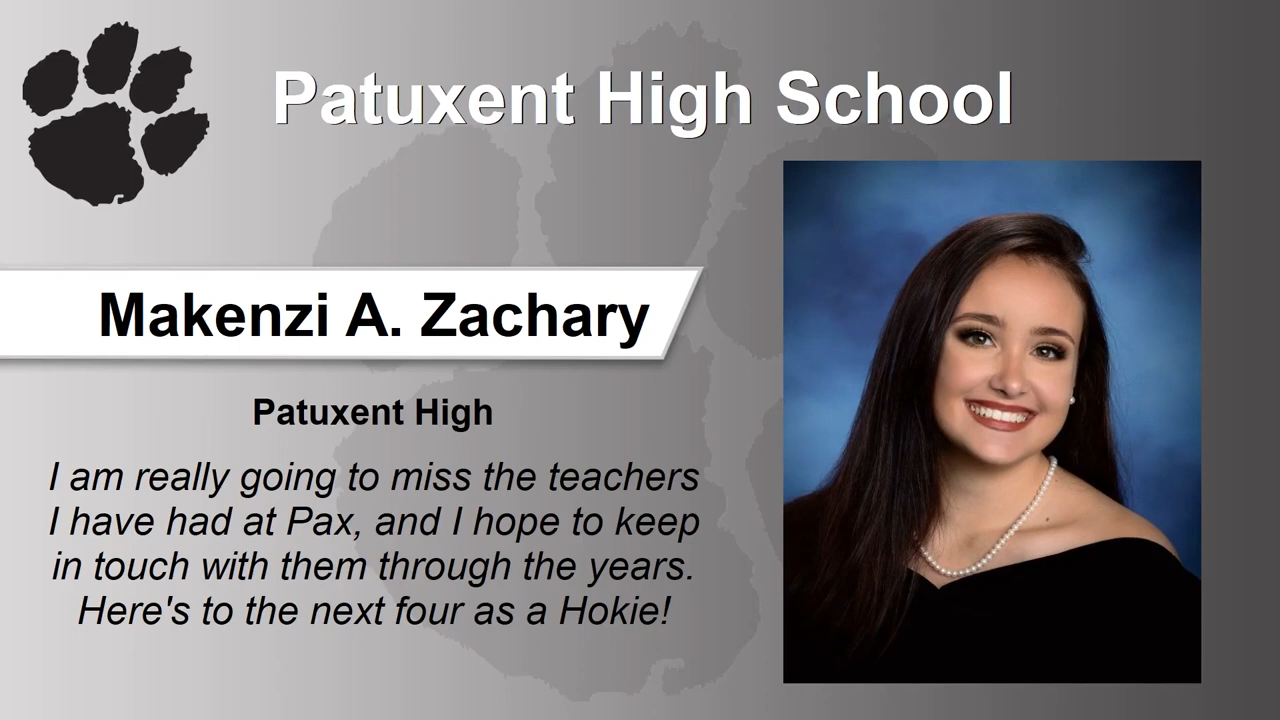 Patuxent High School
Makenzi A. Zachary
Patuxent High
I am really going to miss the teachers
I have had at Pax, and I hope to keep
in touch with them through the years.
Here's to the next four as a Hokie!